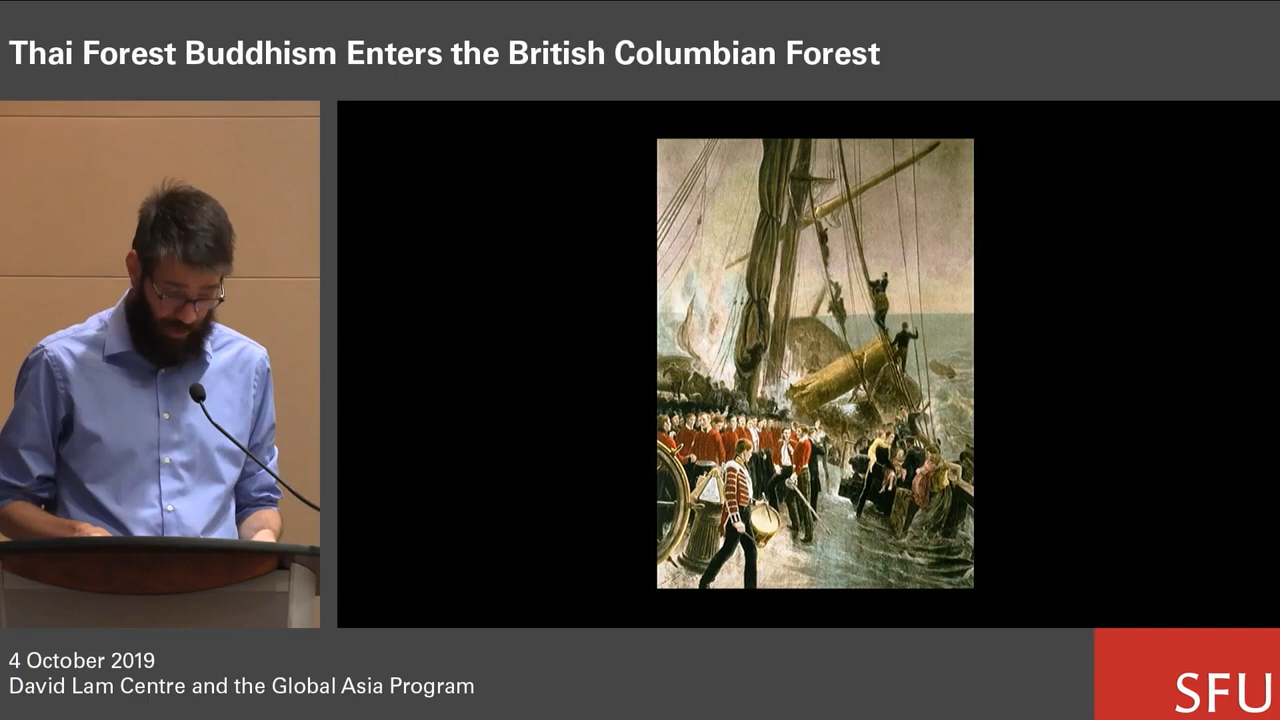 Thai Forest Buddhism Enters the British Columbian Forest
4 October 2019
David Lam Centre and the Global Asia Program
SFU